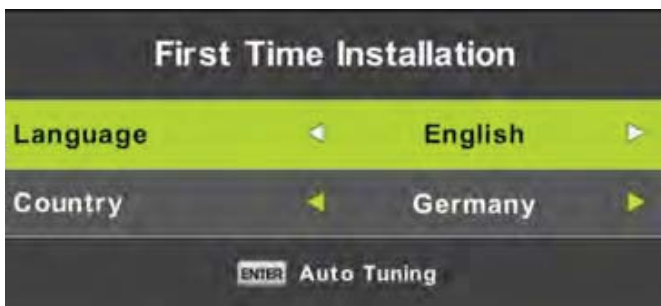 First Time Installation
Language English
Country Germany
ENTER Auto Tuning